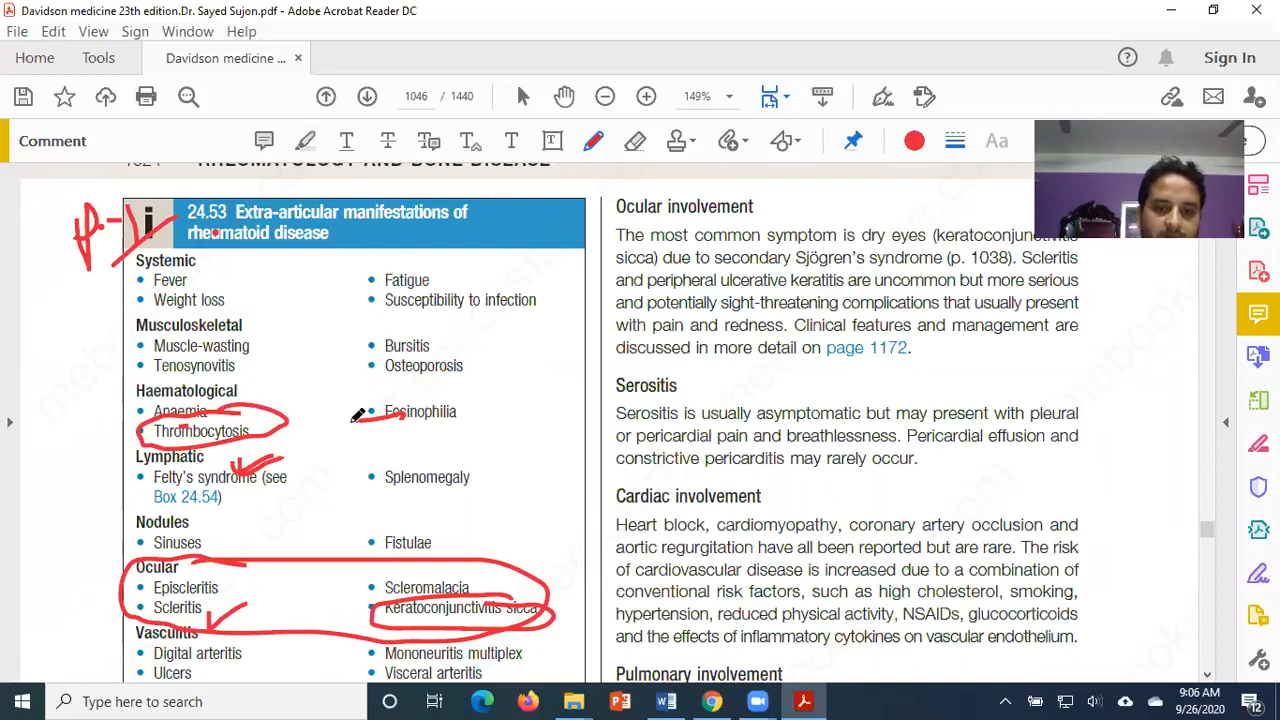 Davidson medicine 23th edition.Dr. Sayed Sujon.pdf - Adobe Acrobat Reader DC
File Edit View Sign Window Help
Home Tools Davidson medicine ... × Sign In
1046 / 1440 149%
Comment
Aa
RHEUMATOLOGY AND BONE DISEASE
24.53 Extra-articular manifestations of
rheumatoid disease
Systemic
• Fever • Fatigue
• Weight loss • Susceptibility to infection
Musculoskeletal
• Muscle-wasting • Bursitis
• Tenosynovitis • Osteoporosis
Haematological
• Anaemia • Eosinophilia
• Thrombocytosis
Lymphatic
• Felty's syndrome (see • Splenomegaly
Box 24.54)
Nodules
• Sinuses • Fistulae
Ocular
• Episcleritis • Scleromalacia
• Scleritis • Keratoconjunctivitis sicca
Vasculitis
• Digital arteritis • Mononeuritis multiplex
• Ulcers • Visceral arteritis
Ocular involvement
The most common symptom is dry eyes (keratoconjunctivitis
sicca) due to secondary Sjögren's syndrome (p. 1038). Scleritis
and peripheral ulcerative keratitis are uncommon but more serious
and potentially sight-threatening complications that usually present
with pain and redness. Clinical features and management are
discussed in more detail on page 1172.
Serositis
Serositis is usually asymptomatic but may present with pleural
or pericardial pain and breathlessness. Pericardial effusion and
constrictive pericarditis may rarely occur.
Cardiac involvement
Heart block, cardiomyopathy, coronary artery occlusion and
aortic regurgitation have all been reported but are rare. The risk
of cardiovascular disease is increased due to a combination of
conventional risk factors, such as high cholesterol, smoking,
hypertension, reduced physical activity, NSAIDs, glucocorticoids
and the effects of inflammatory cytokines on vascular endothelium.
Pulmonary involvement
Type here to search
9:06 AM
9/26/2020
12